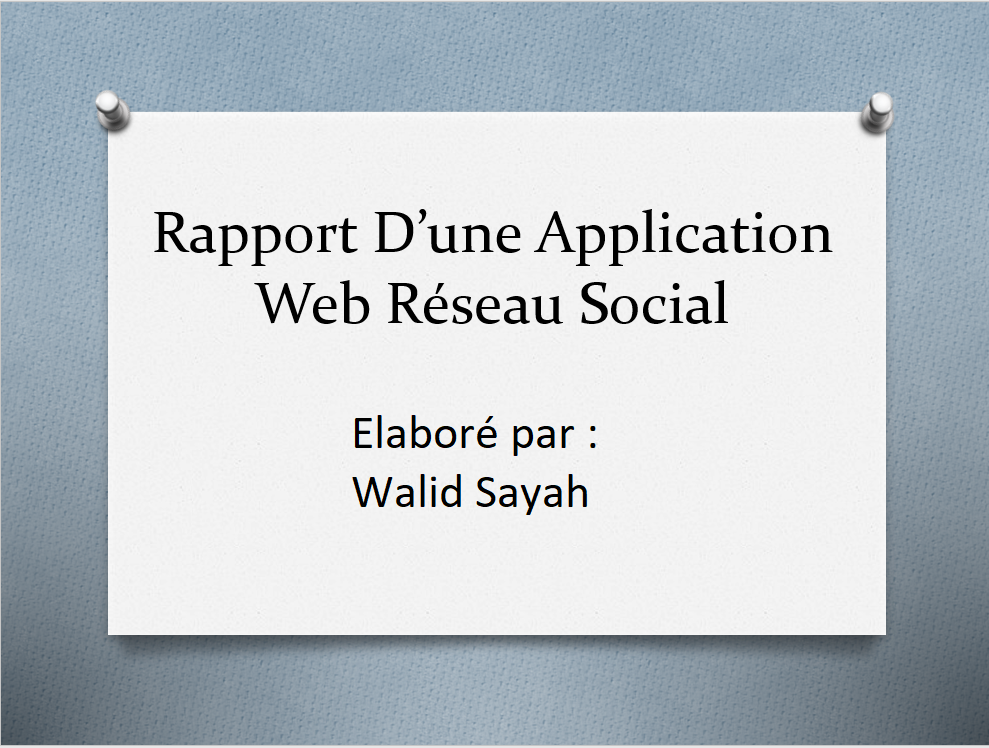 Rapport D’une Application
Web Réseau Social
Elaboré par :
Walid Sayah